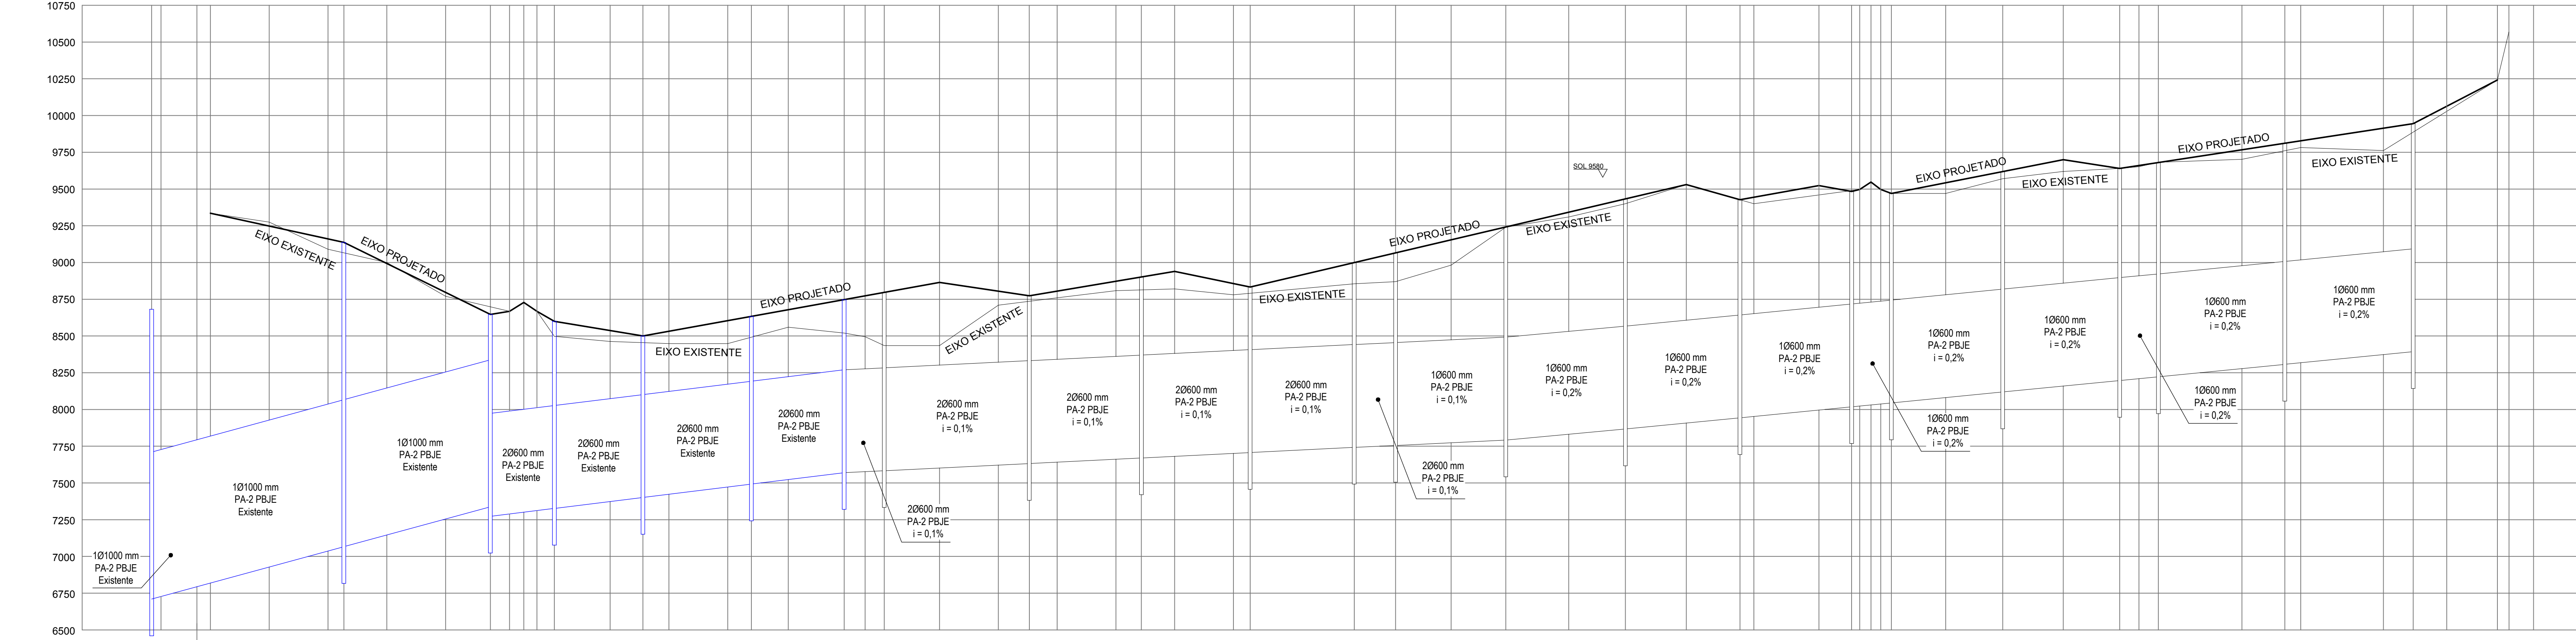 10750
10500
10250
10000
9750
9500
9250
9000
8750
8500
8250
8000
7750
7500
7250
7000
6750
6500
EIXO EXISTENTE
EIXO PROJETADO
EIXO EXISTENTE
EIXO PROJETADO
EIXO EXISTENTE
EIXO EXISTENTE
EIXO PROJETADO
EIXO EXISTENTE
SOL 9580
EIXO PROJETADO
EIXO EXISTENTE
EIXO PROJETADO
EIXO EXISTENTE
1Ø1000 mm
PA-2 PBJE
Existente
1Ø1000 mm
PA-2 PBJE
Existente
1Ø1000 mm
PA-2 PBJE
Existente
2Ø600 mm
PA-2 PBJE
Existente
2Ø600 mm
PA-2 PBJE
Existente
2Ø600 mm
PA-2 PBJE
Existente
2Ø600 mm
PA-2 PBJE
Existente
2Ø600 mm
PA-2 PBJE
i = 0,1%
2Ø600 mm
PA-2 PBJE
i = 0,1%
2Ø600 mm
PA-2 PBJE
i = 0,1%
2Ø600 mm
PA-2 PBJE
i = 0,1%
2Ø600 mm
PA-2 PBJE
i = 0,1%
2Ø600 mm
PA-2 PBJE
i = 0,1%
1Ø600 mm
PA-2 PBJE
i = 0,1%
1Ø600 mm
PA-2 PBJE
i = 0,2%
1Ø600 mm
PA-2 PBJE
i = 0,2%
1Ø600 mm
PA-2 PBJE
i = 0,2%
1Ø600 mm
PA-2 PBJE
i = 0,2%
1Ø600 mm
PA-2 PBJE
i = 0,2%
1Ø600 mm
PA-2 PBJE
i = 0,2%
1Ø600 mm
PA-2 PBJE
i = 0,2%
1Ø600 mm
PA-2 PBJE
i = 0,2%
1Ø600 mm
PA-2 PBJE
i = 0,2%